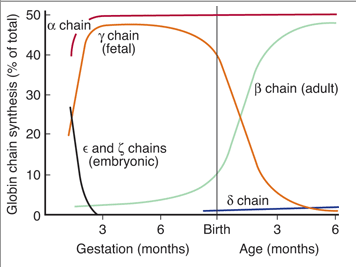 Globin chain synthesis (% of total)
50
40
30
20
10
0
α chain
γ chain
(fetal)
β chain (adult)
ϵ and ζ chains
(embryonic)
δ chain
3
6
Birth
3
6
Gestation (months)
Age (months)